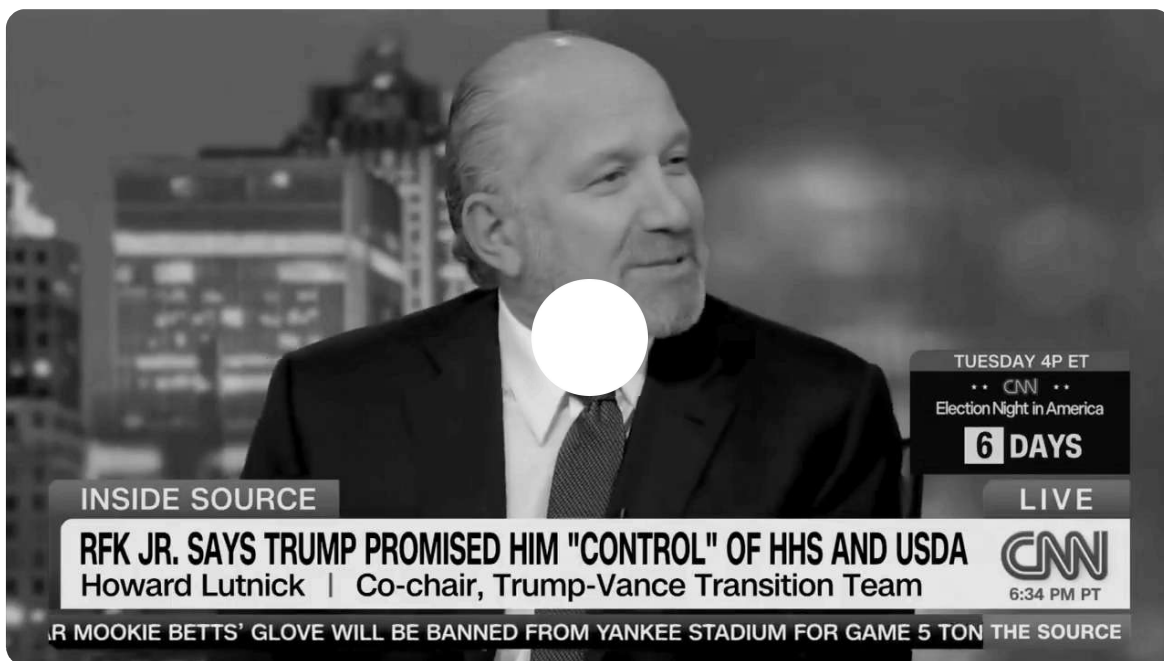 TUESDAY 4P ET
CNN
Election Night in America
6 DAYS
INSIDE SOURCE
LIVE
RFK JR. SAYS TRUMP PROMISED HIM "CONTROL" OF HHS AND USDA
Howard Lutnick | Co-chair, Trump-Vance Transition Team
CNN
6:34 PM PT
R MOOKIE BETTS' GLOVE WILL BE BANNED FROM YANKEE STADIUM FOR GAME 5 TON
THE SOURCE